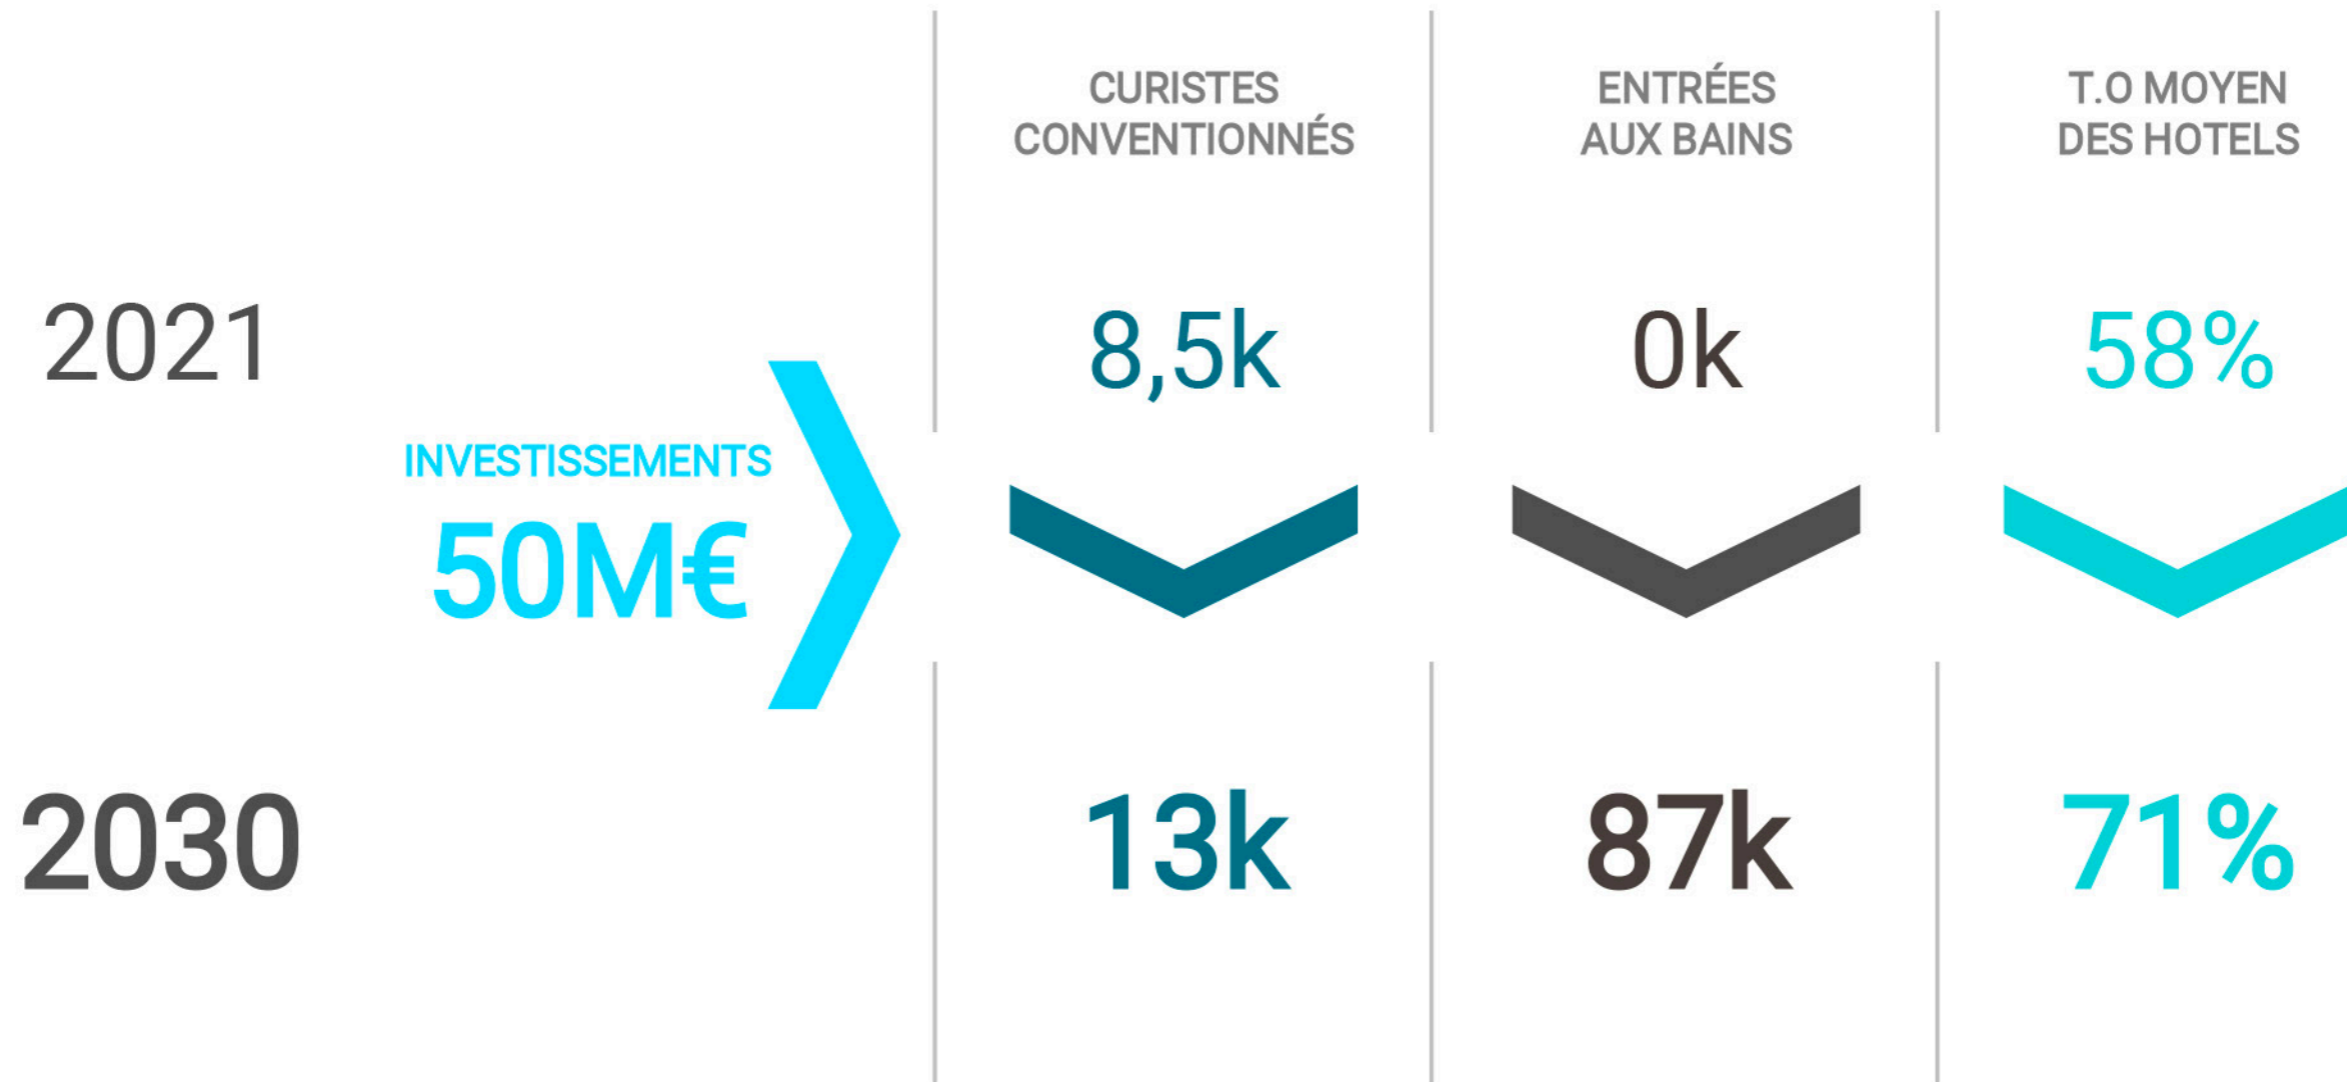 CURISTES
CONVENTIONNÉS
ENTRÉES
AUX BAINS
T.O MOYEN
DES HOTELS
2021
8,5k
0k
58%
INVESTISSEMENTS
50M€
2030
13k
87k
71%